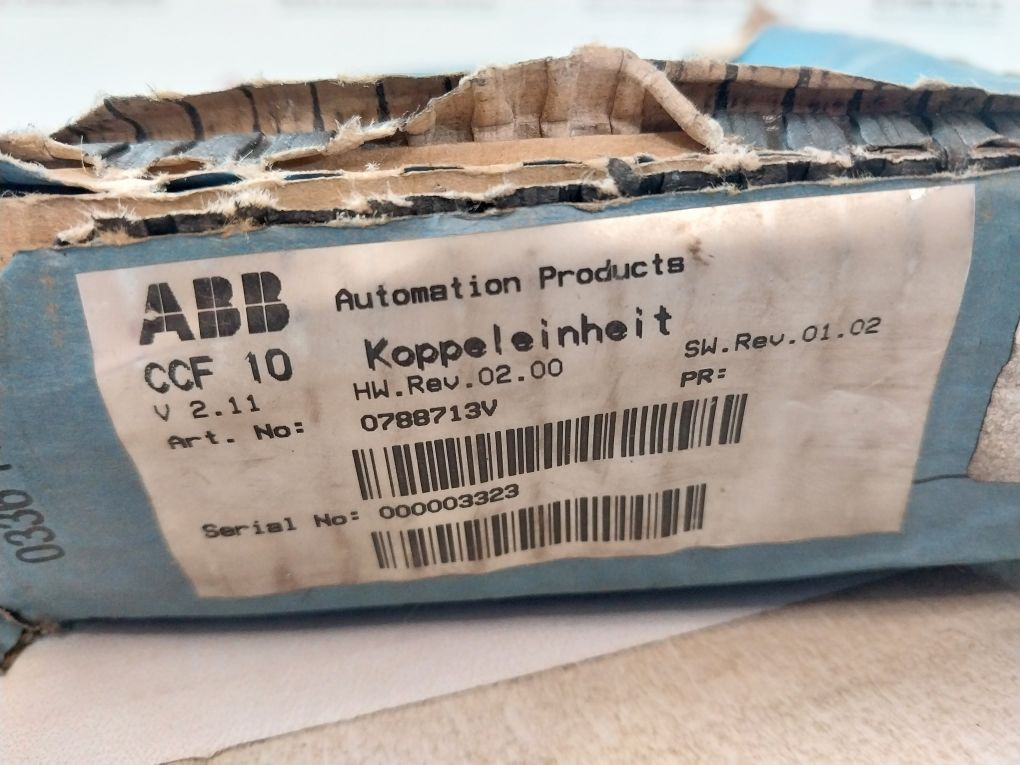 ABB Automation Products
CCF 10 Koppeleinheit
V 2.11 HW.Rev.02.00 SW.Rev.01.02
Art. No: 0788713V PR:
Serial No: 000003323